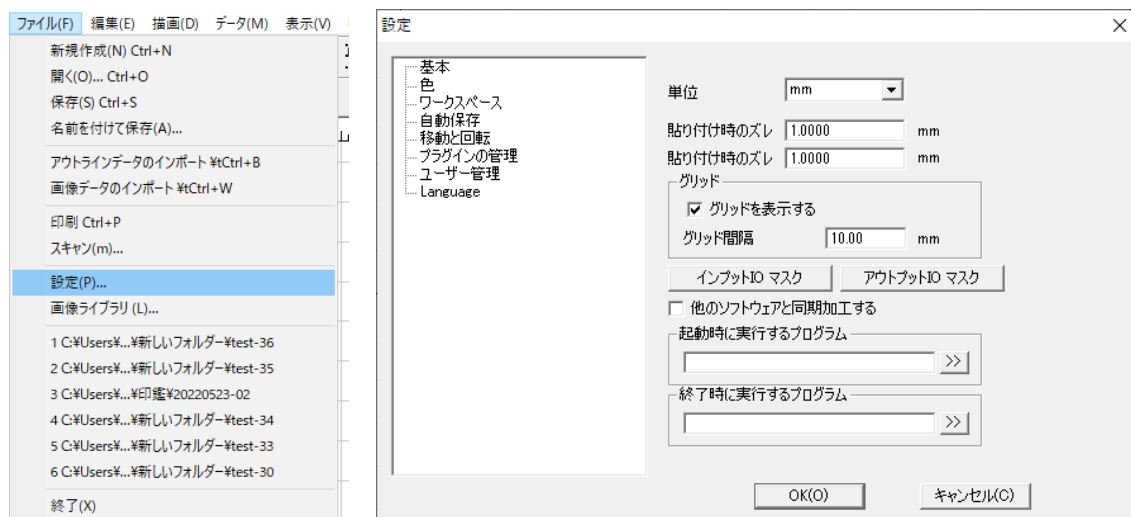 ファイル(F) 編集(E) 描画(D) データ(M) 表示(V)
新規作成(N) Ctrl+N
開く(O)... Ctrl+O
保存(S) Ctrl+S
名前を付けて保存(A)...
アウトラインデータのインポート ¥tCtrl+B
画像データのインポート ¥tCtrl+W
印刷 Ctrl+P
スキャン(m)...
設定(P)...
画像ライブラリ (L)...
1 C:¥Users¥...¥新しいフォルダー¥test-36
2 C:¥Users¥...¥新しいフォルダー¥test-35
3 C:¥Users¥...¥印鑑¥20220523-02
4 C:¥Users¥...¥新しいフォルダー¥test-34
5 C:¥Users¥...¥新しいフォルダー¥test-33
6 C:¥Users¥...¥新しいフォルダー¥test-30
終了(X)
設定
基本
色
ワークスペース
自動保存
移動と回転
プラグインの管理
ユーザー管理
Language
単位 mm
貼り付け時のズレ 1.0000 mm
貼り付け時のズレ 1.0000 mm
グリッド
グリッドを表示する
グリッド間隔 10.00 mm
インプットIO マスク アウトプットIO マスク
他のソフトウェアと同期加工する
起動時に実行するプログラム
>>
終了時に実行するプログラム
>>
OK(O) キャンセル(C)